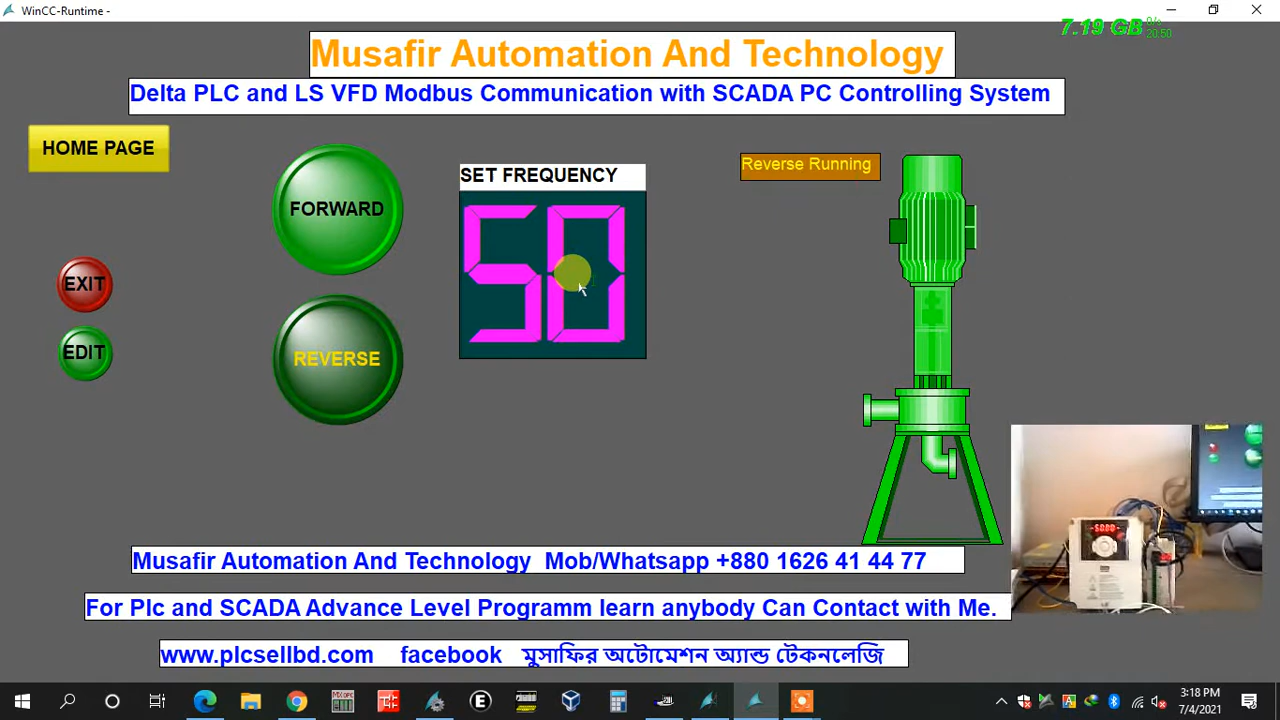 WinCC-Runtime -
7.19 GB
20:50
Musafir Automation And Technology
Delta PLC and LS VFD Modbus Communication with SCADA PC Controlling System
HOME PAGE
FORWARD
SET FREQUENCY
Reverse Running
50
EXIT
EDIT
REVERSE
Musafir Automation And Technology Mob/Whatsapp +880 1626 41 44 77
For Plc and SCADA Advance Level Programm learn anybody Can Contact with Me.
www.plcsellbd.com facebook মুসাফির অটোমেশন অ্যান্ড টেকনলেজি
3:18 PM
7/4/2021